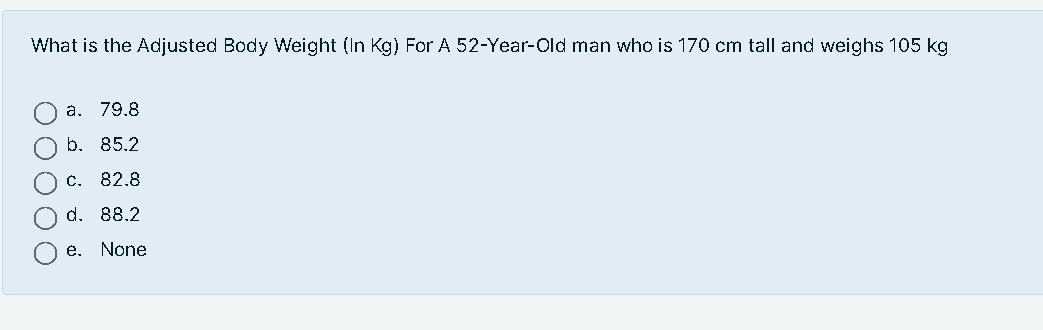 What is the Adjusted Body Weight (In Kg) For A 52-Year-Old man who is 170 cm tall and weighs 105 kg
a. 79.8
b. 85.2
c. 82.8
d. 88.2
e. None